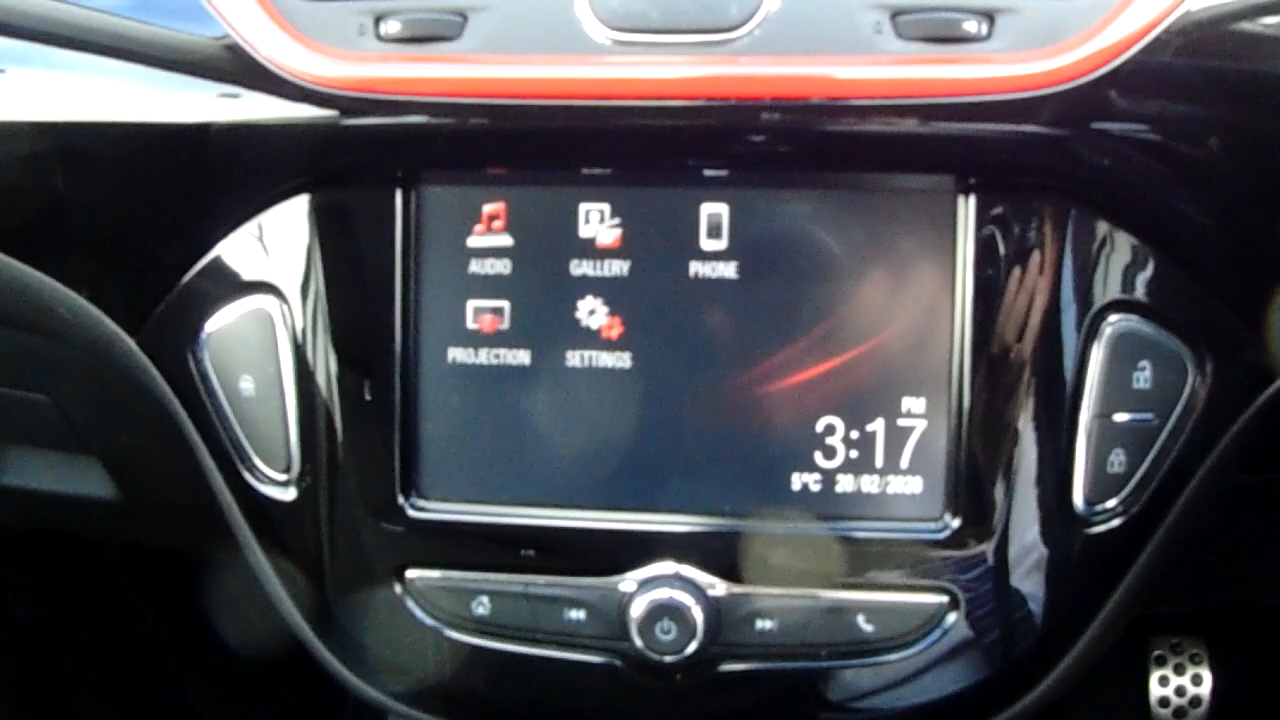 AUDIO GALLERY PHONE
PROJECTION SETTINGS
PM
3:17
5°C 20/02/2020